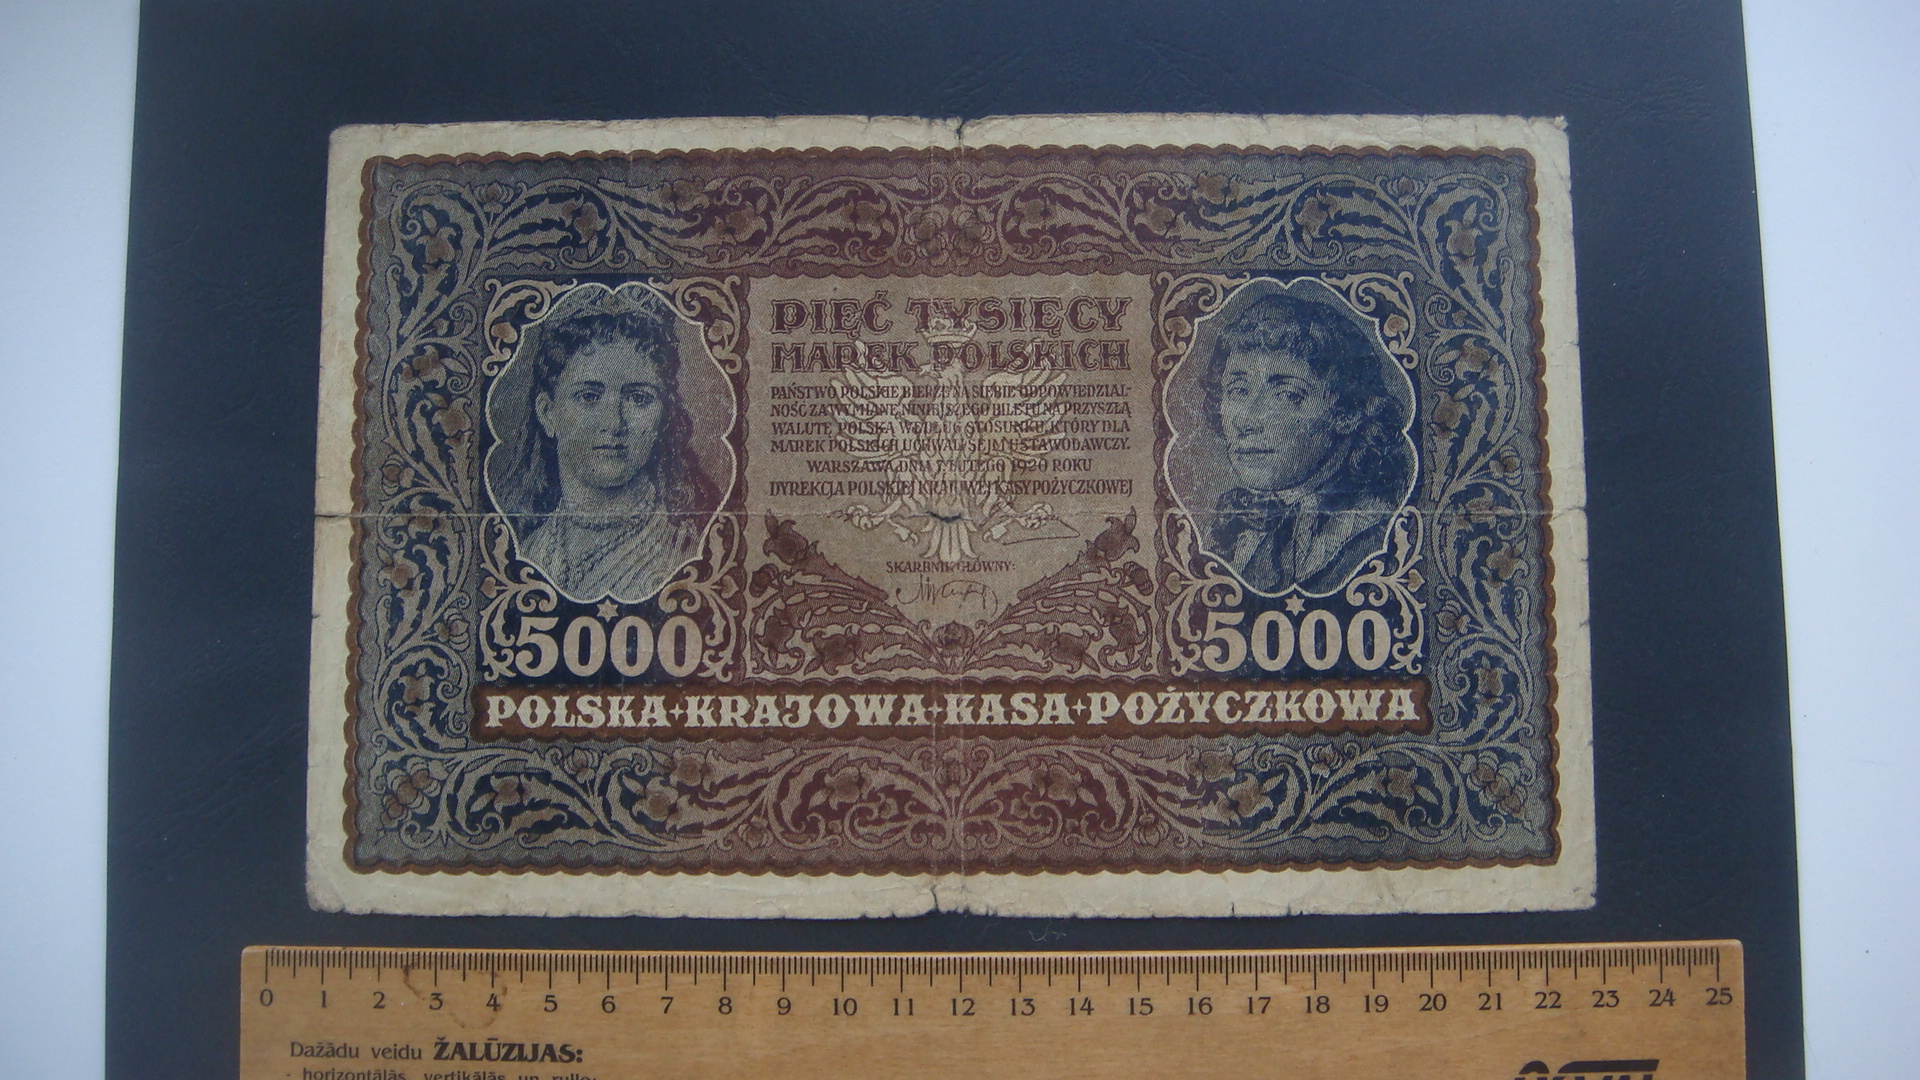 PIĘĆ TYSIĘCY
MAREK POLSKICH
PAŃSTWO POLSKIE BIERZE NA SIEBIE ODPOWIEDZIAL-
NOŚĆ ZA WYMIANĘ NINIEJSZEGO BILETU NA PRZYSZŁĄ
WALUTĘ POLSKĄ WEDŁUG STOSUNKU, KTÓRY DLA
MAREK POLSKICH UCHWALI SEJM USTAWODAWCZY.
WARSZAWA, DNIA 7 LUTEGO 1920 ROKU
DYREKCJA POLSKIEJ KRAJOWEJ KASY POŻYCZKOWEJ
SKARBNIK GŁÓWNY:
5000 5000
POLSKA KRAJOWA KASA POŻYCZKOWA
0 1 2 3 4 5 6 7 8 9 10 11 12 13 14 15 16 17 18 19 20 21 22 23 24 25
Dažādu veidu ŽALŪZIJAS:
- horizontālās, vertikālās un rullo;